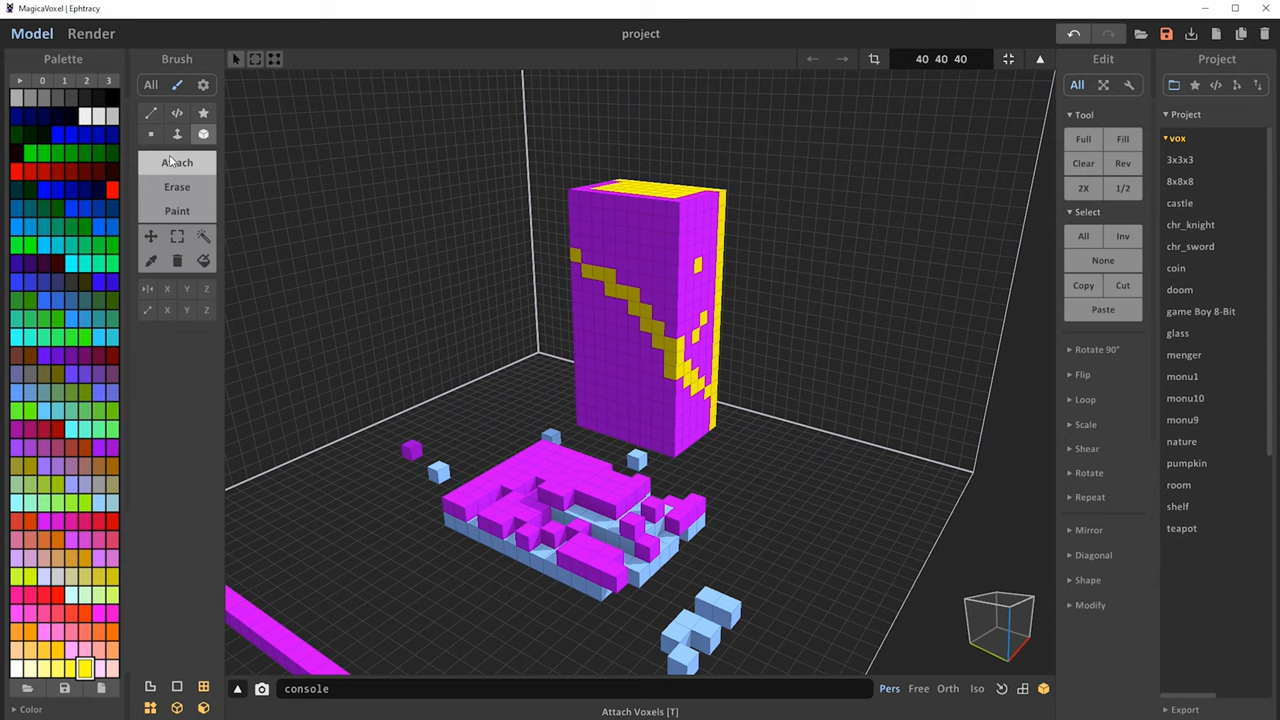 MagicaVoxel | Ephtracy
Model Render
project
Palette
0 1 2 3
Color
Brush
All
Attach
Erase
Paint
X Y Z
X Y Z
40 40 40
console
Pers Free Orth Iso
Attach Voxels [T]
Edit
All
Tool
Full Fill
Clear Rev
2X 1/2
Select
All Inv
None
Copy Cut
Paste
Rotate 90°
Flip
Loop
Scale
Shear
Rotate
Repeat
Mirror
Diagonal
Shape
Modify
Project
Project
vox
3x3x3
8x8x8
castle
chr_knight
chr_sword
coin
doom
game Boy 8-Bit
glass
menger
monu1
monu10
monu9
nature
pumpkin
room
shelf
teapot
Export